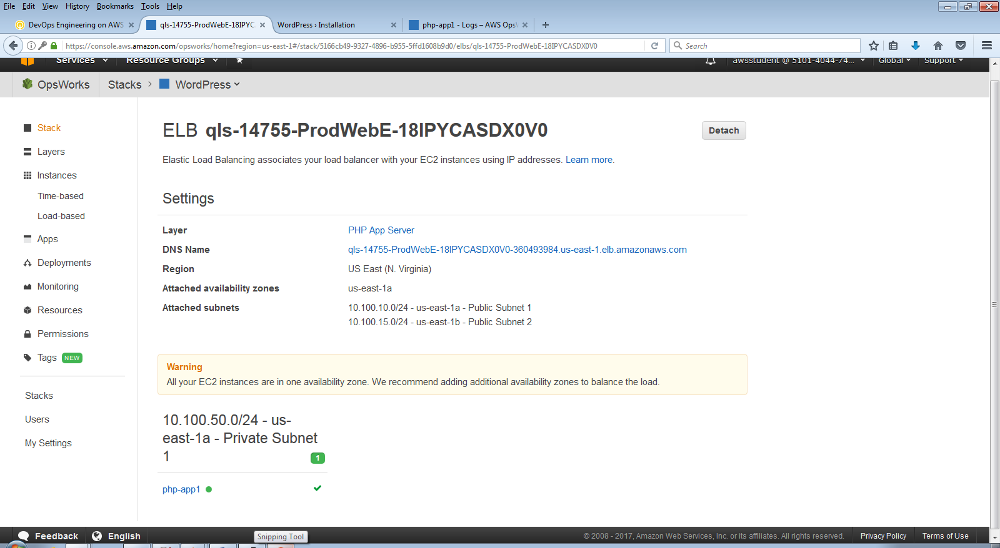 File Edit View History Bookmarks Tools Help
DevOps Engineering on AWS
qls-14755-ProdWebE-18IPYC
WordPress › Installation
php-app1 - Logs – AWS Ops
https://console.aws.amazon.com/opsworks/home?region=us-east-1#/stack/5166cb49-9327-4896-b955-5ffd1608b9d0/elbs/qls-14755-ProdWebE-18IPYCASDX0V0
Search
Services Resource Groups awsstudent @ 5101-4044-74... Global Support
OpsWorks Stacks > WordPress
Stack
Layers
Instances
Time-based
Load-based
Apps
Deployments
Monitoring
Resources
Permissions
Tags NEW
Stacks
Users
My Settings
ELB qls-14755-ProdWebE-18IPYCASDX0V0
Detach
Elastic Load Balancing associates your load balancer with your EC2 instances using IP addresses. Learn more.
Settings
Layer PHP App Server
DNS Name qls-14755-ProdWebE-18IPYCASDX0V0-360493984.us-east-1.elb.amazonaws.com
Region US East (N. Virginia)
Attached availability zones us-east-1a
Attached subnets 10.100.10.0/24 - us-east-1a - Public Subnet 1
10.100.15.0/24 - us-east-1b - Public Subnet 2
Warning
All your EC2 instances are in one availability zone. We recommend adding additional availability zones to balance the load.
10.100.50.0/24 - us-
east-1a - Private Subnet
1
1
php-app1
Feedback English
Snipping Tool
© 2008 - 2017, Amazon Web Services, Inc. or its affiliates. All rights reserved. Privacy Policy Terms of Use